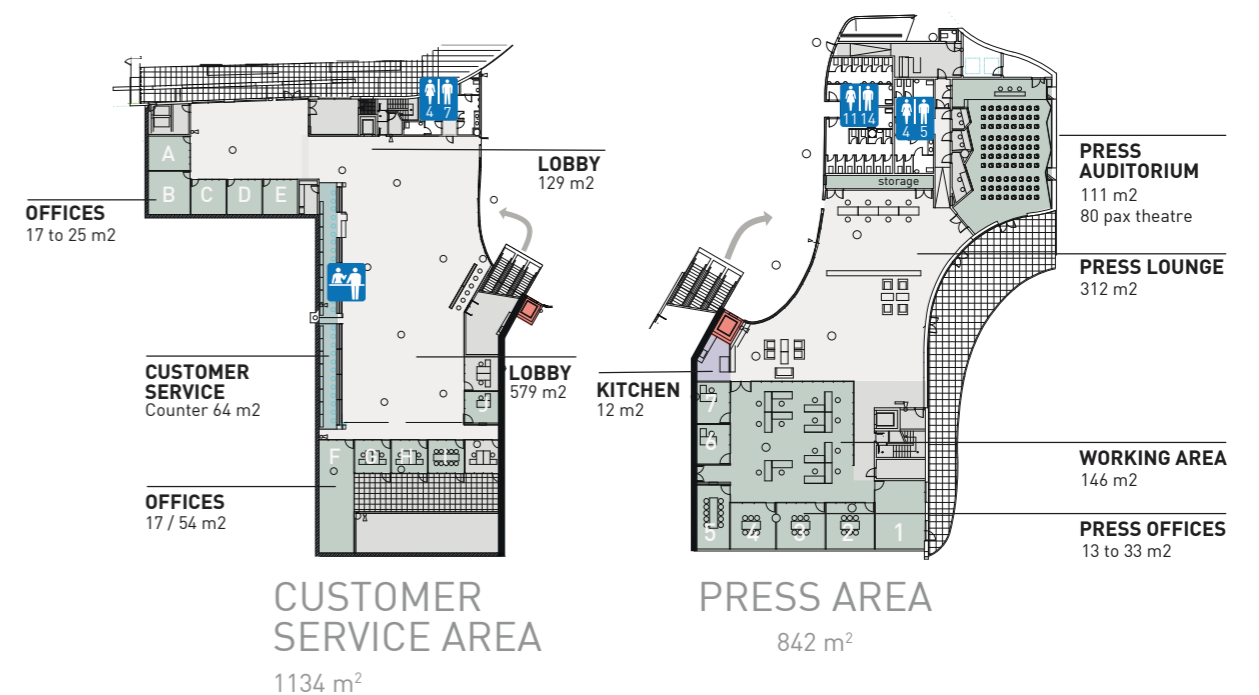 4 7
A
B C D E
LOBBY
129 m2
OFFICES
17 to 25 m2
CUSTOMER
SERVICE
Counter 64 m2
LOBBY
579 m2
J
F G H
OFFICES
17 / 54 m2
CUSTOMER
SERVICE AREA
1134 m²
11 14
4 5
storage
PRESS
AUDITORIUM
111 m2
80 pax theatre
PRESS LOUNGE
312 m2
KITCHEN
12 m2
7
6
WORKING AREA
146 m2
5 4 3 2 1
PRESS OFFICES
13 to 33 m2
PRESS AREA
842 m²